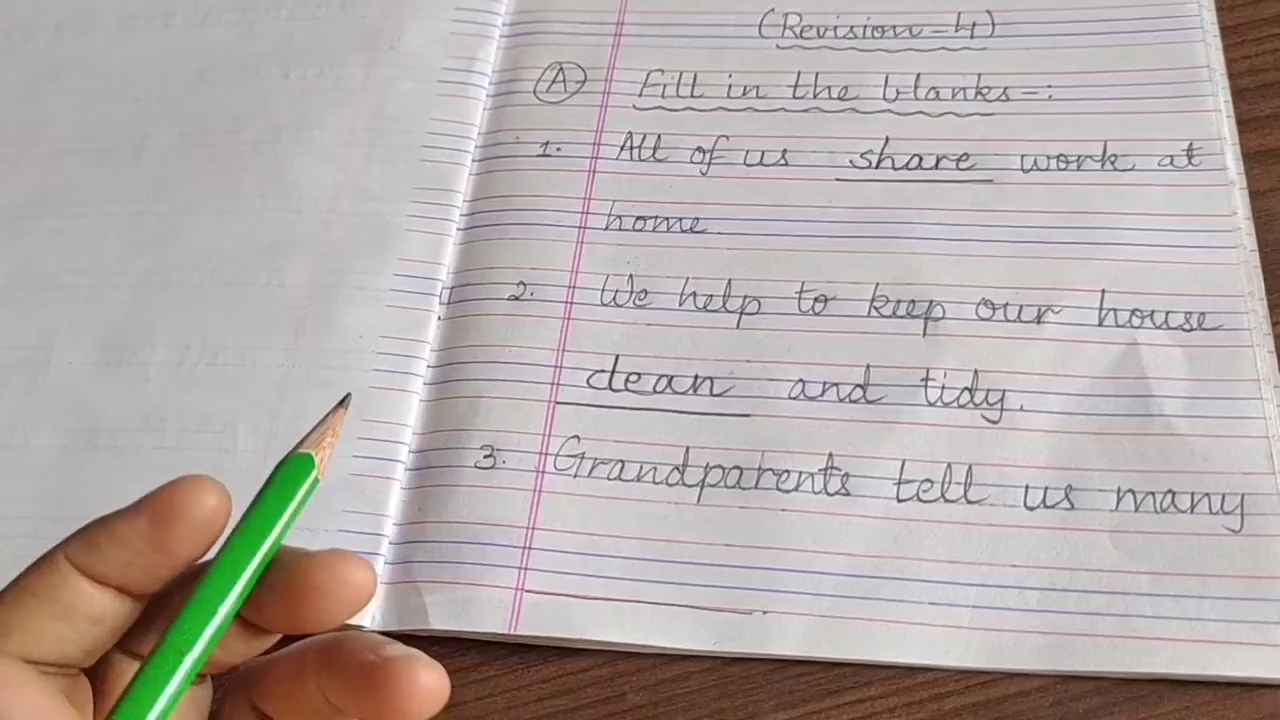 (Revision-4)
(A) Fill in the blanks-:
1. All of us share work at
home.
2. We help to keep our house
clean and tidy.
3. Grandparents tell us many